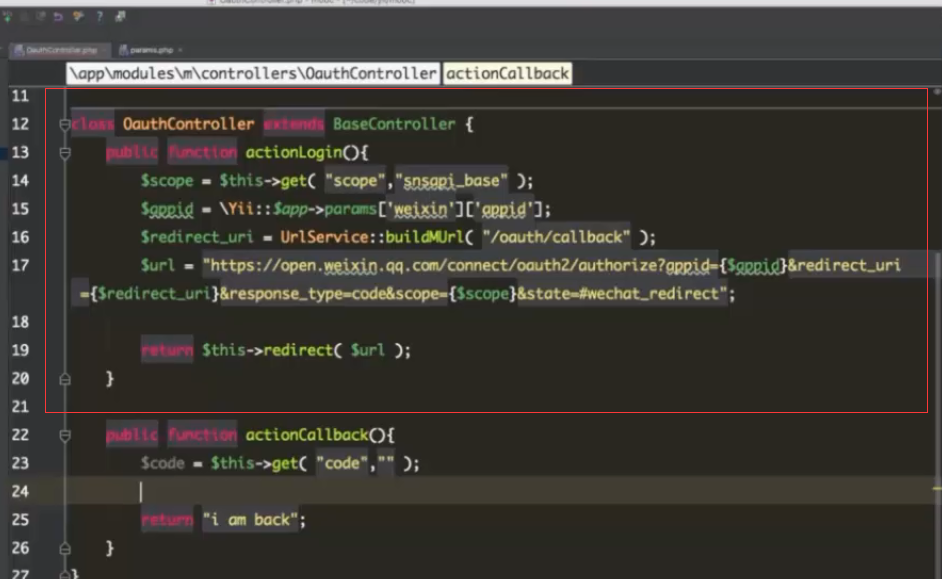 OauthController.php
params.php
\app\modules\m\controllers\OauthController actionCallback
11
12 class OauthController extends BaseController {
13 public function actionLogin(){
14 $scope = $this->get( "scope","snsapi_base" );
15 $appid = \Yii::$app->params['weixin']['appid'];
16 $redirect_uri = UrlService::buildMUrl( "/oauth/callback" );
17 $url = "https://open.weixin.qq.com/connect/oauth2/authorize?appid={$appid}&redirect_uri
={$redirect_uri}&response_type=code&scope={$scope}&state=#wechat_redirect";
18
19 return $this->redirect( $url );
20 }
21
22 public function actionCallback(){
23 $code = $this->get( "code","" );
24
25 return "i am back";
26 }
27 }